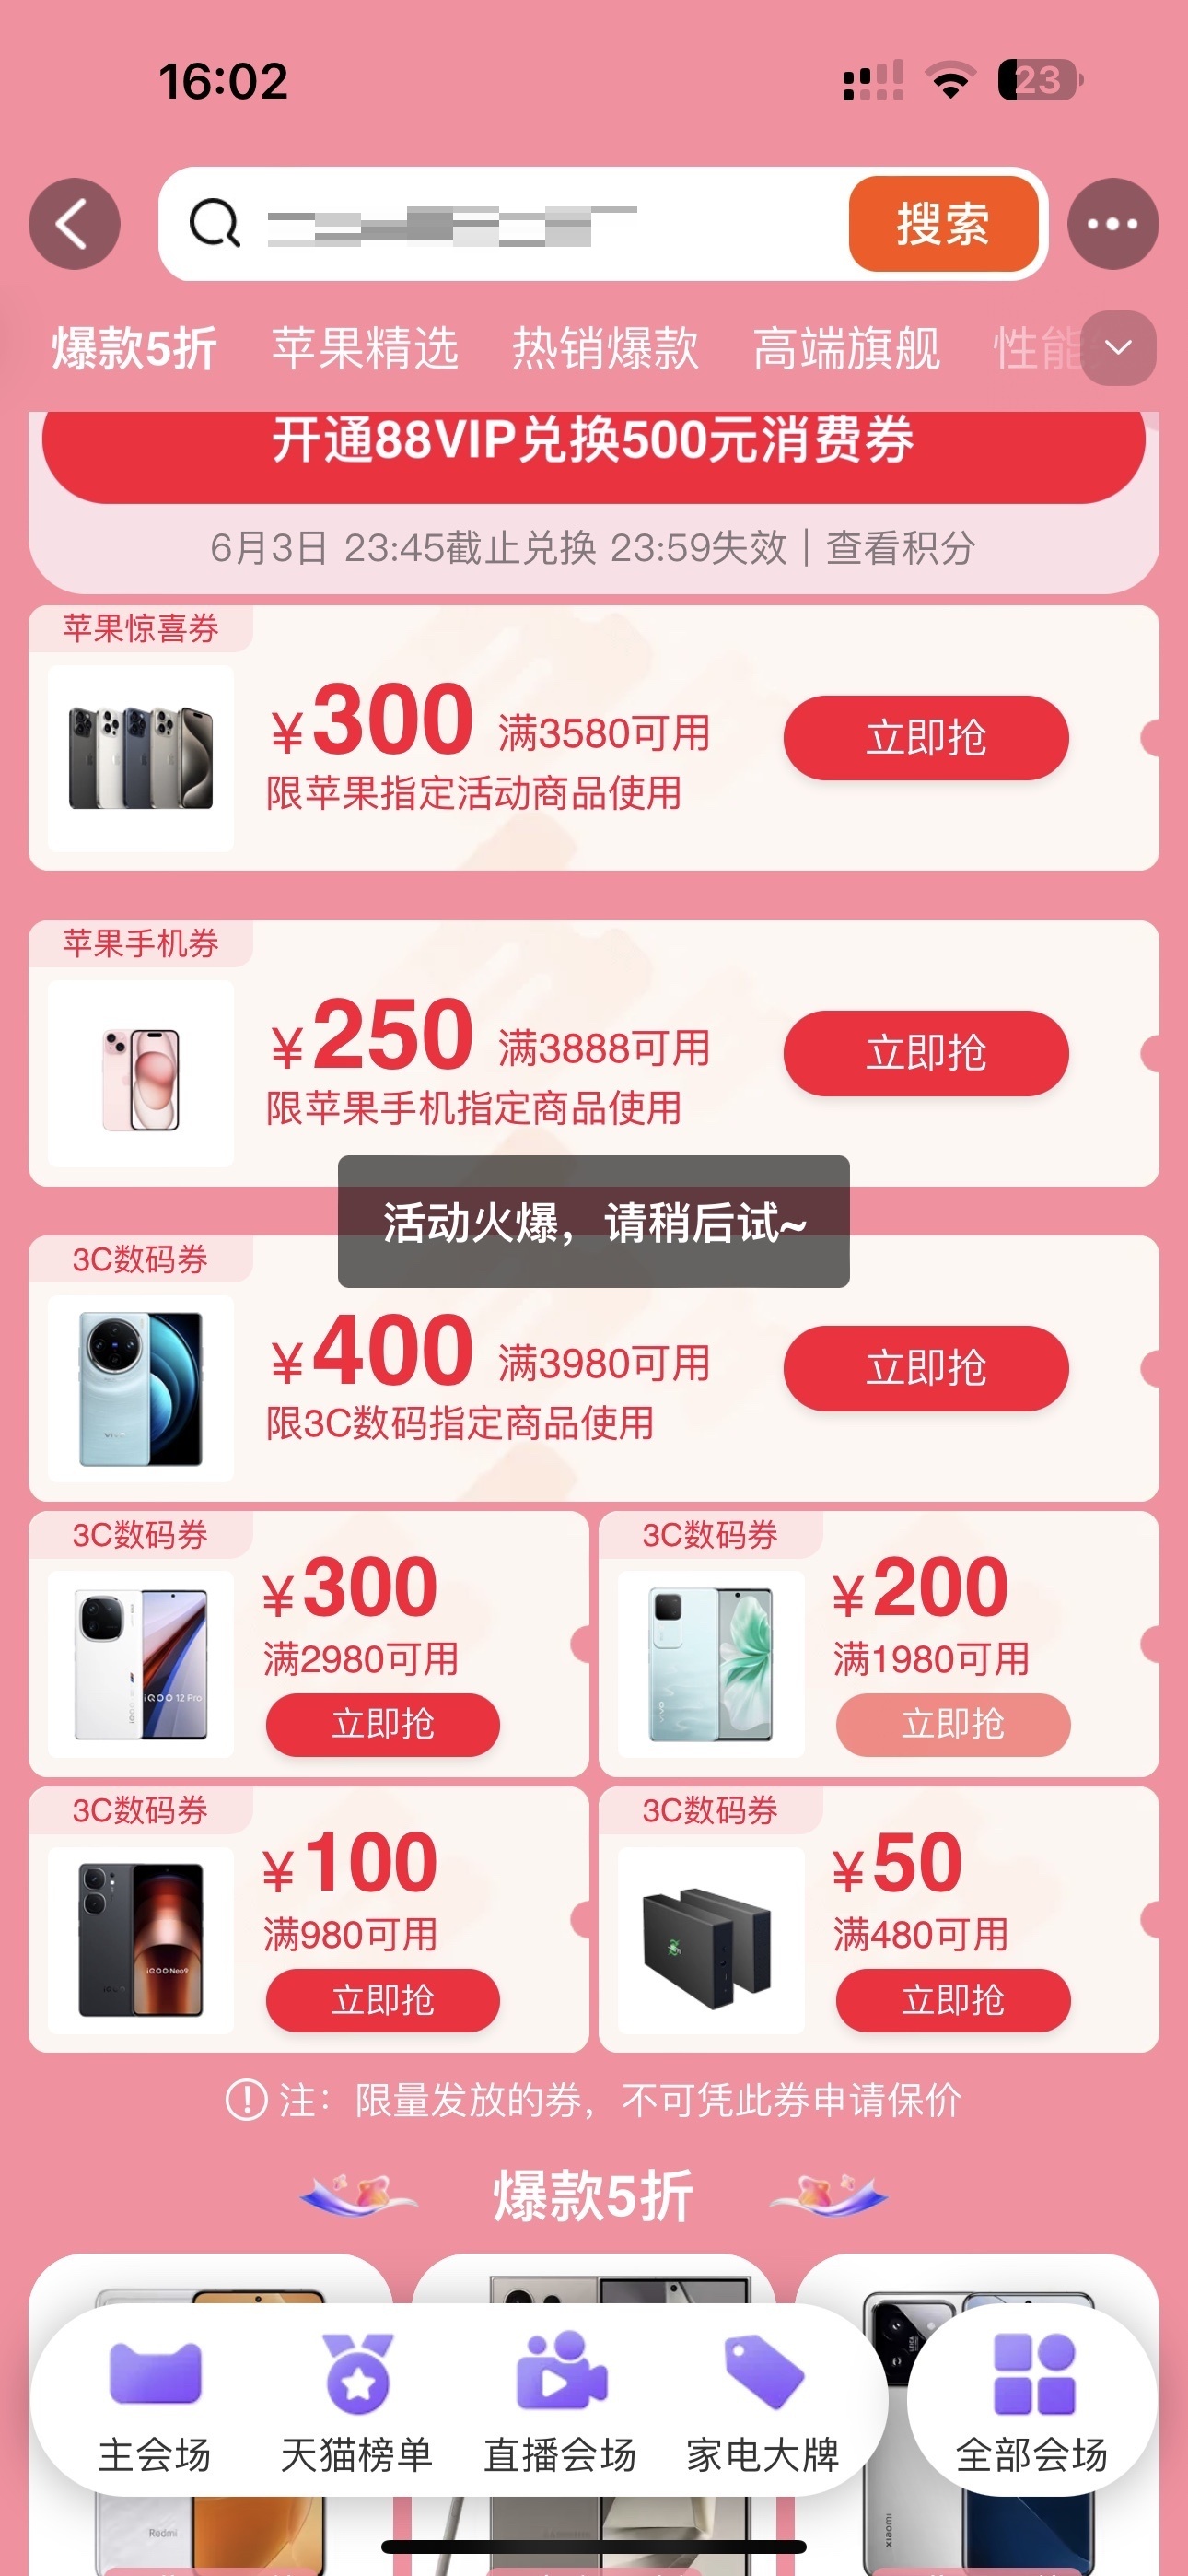 16:02
23
搜索
爆款5折 苹果精选 热销爆款 高端旗舰 性能
开通88VIP兑换500元消费券
6月3日 23:45截止兑换 23:59失效 | 查看积分
苹果惊喜券
¥300 满3580可用
限苹果指定活动商品使用
立即抢
苹果手机券
¥250 满3888可用
限苹果手机指定商品使用
立即抢
活动火爆，请稍后试~
3C数码券
¥400 满3980可用
限3C数码指定商品使用
立即抢
3C数码券
¥300
满2980可用
立即抢
iQOO 12 Pro
3C数码券
¥200
满1980可用
立即抢
vivo
3C数码券
¥100
满980可用
立即抢
iQOO Neo9
3C数码券
¥50
满480可用
立即抢
注：限量发放的券，不可凭此券申请保价
爆款5折
主会场 天猫榜单 直播会场 家电大牌 全部会场
Redmi
xiaomi